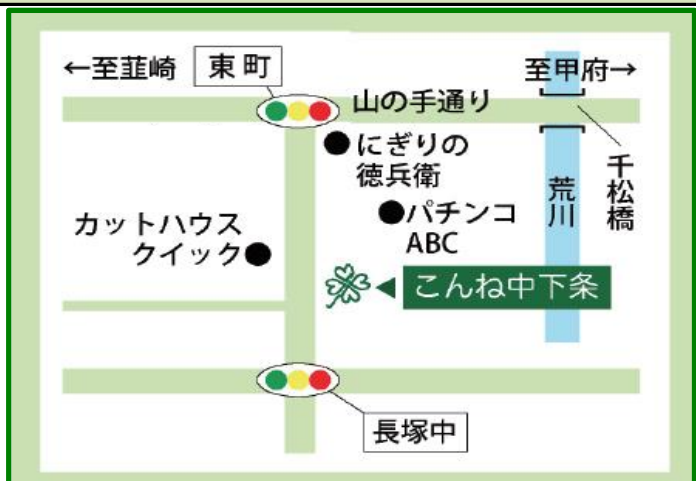 ←至韮崎
東町
至甲府→
山の手通り
にぎりの
徳兵衛
千松橋
荒川
パチンコ
ABC
カットハウス
クイック
こんね中下条
長塚中